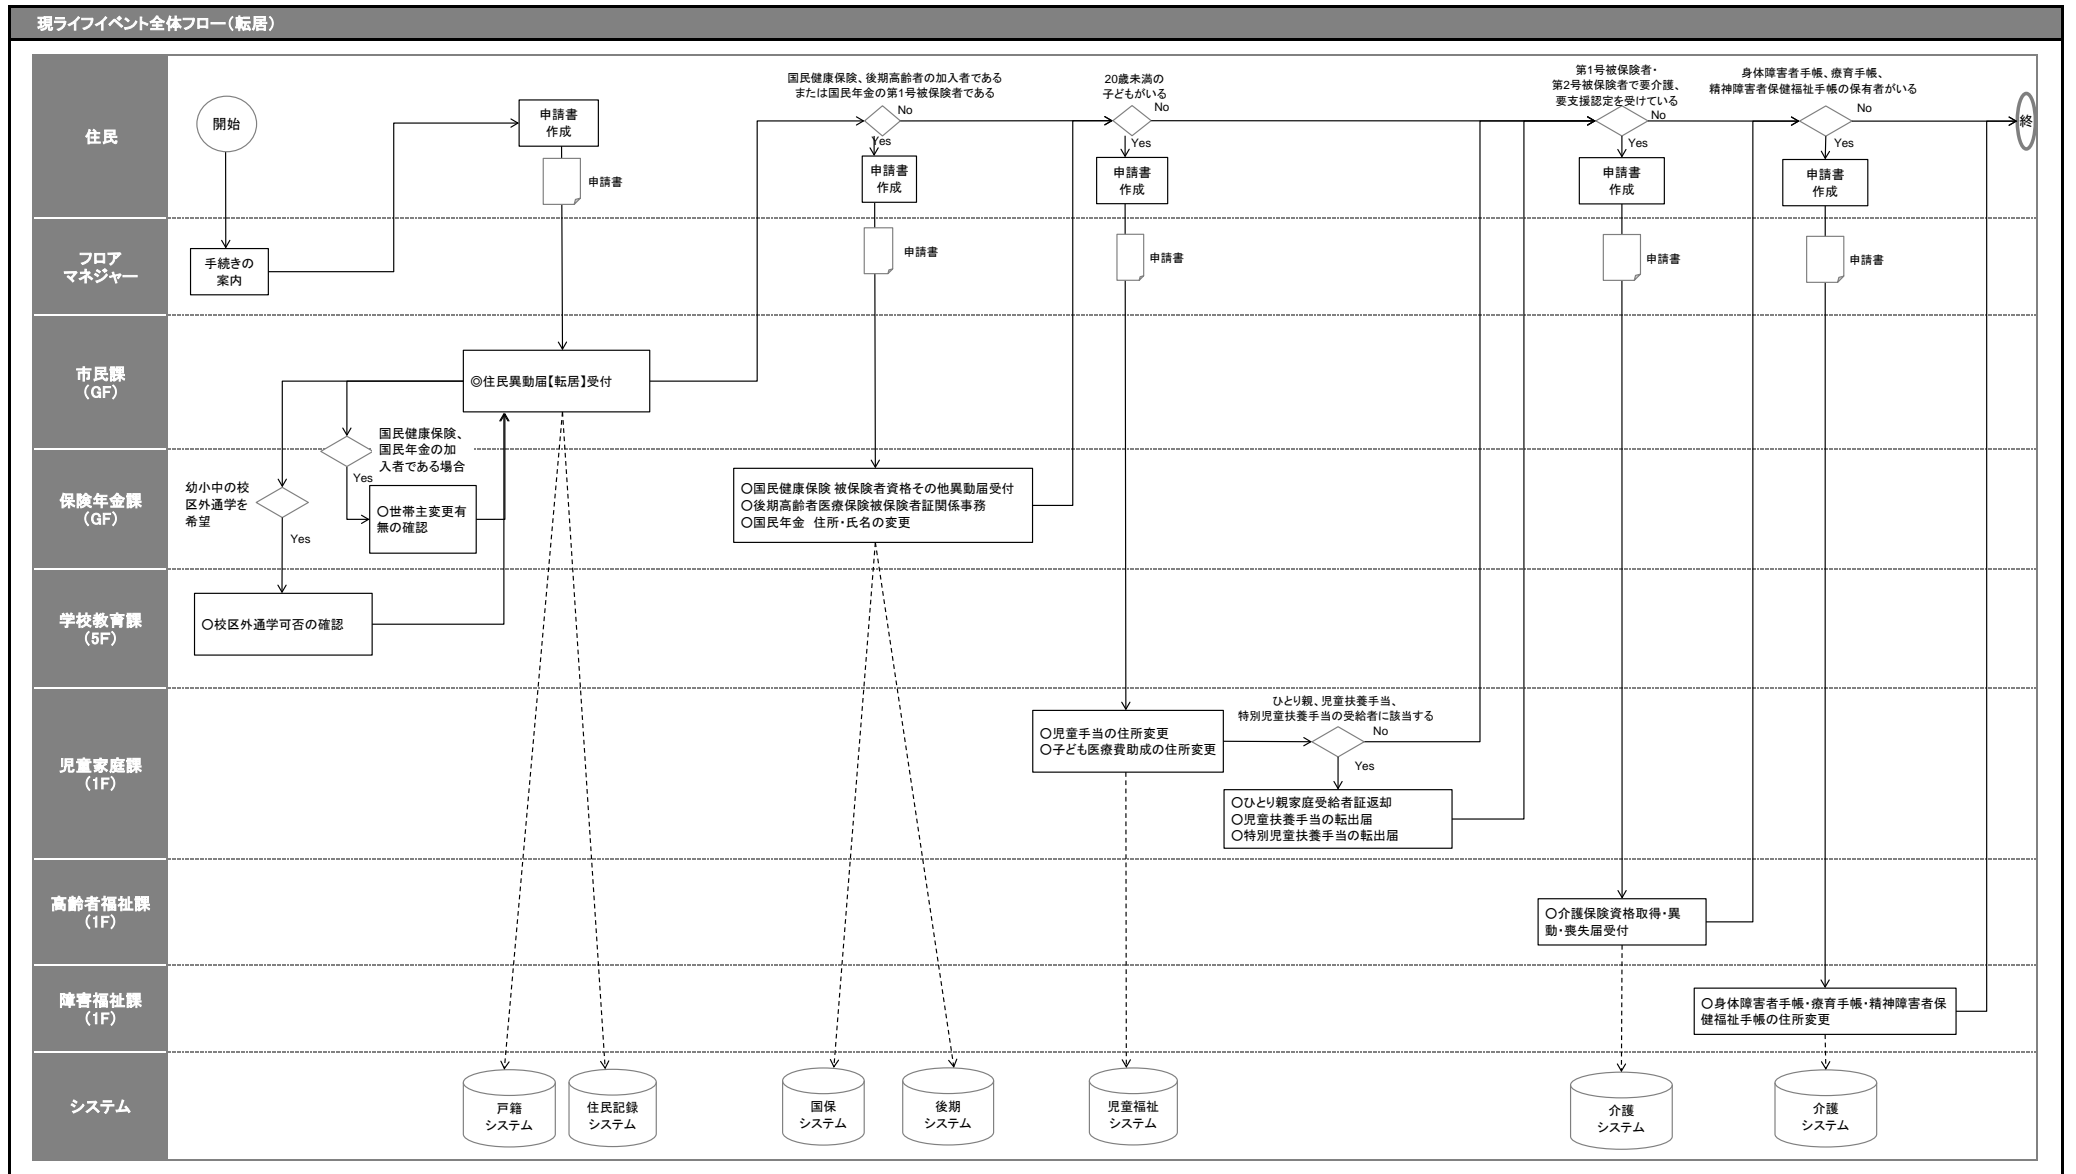 現ライフイベント全体フロー（転居）
住民
開始
申請書
作成
申請書
国民健康保険、後期高齢者の加入者である
または国民年金の第1号被保険者である
No
Yes
申請書
作成
20歳未満の
子どもがいる
No
Yes
申請書
作成
第1号被保険者・
第2号被保険者で要介護、
要支援認定を受けている
No
Yes
申請書
作成
身体障害者手帳、療育手帳、
精神障害者保健福祉手帳の保有者がいる
No
Yes
申請書
作成
終
フロア
マネジャー
手続きの
案内
申請書
申請書
申請書
申請書
市民課
（GF）
◎住民異動届【転居】受付
国民健康保険、
国民年金の加
入者である場合
Yes
保険年金課
（GF）
幼小中の校
区外通学を
希望
Yes
○世帯主変更有
無の確認
○国民健康保険 被保険者資格その他異動届受付
○後期高齢者医療保険被保険者証関係事務
○国民年金　住所・氏名の変更
学校教育課
（5F）
○校区外通学可否の確認
児童家庭課
（1F）
○児童手当の住所変更
○子ども医療費助成の住所変更
ひとり親、児童扶養手当、
特別児童扶養手当の受給者に該当する
No
Yes
○ひとり親家庭受給者証返却
○児童扶養手当の転出届
○特別児童扶養手当の転出届
高齢者福祉課
（1F）
○介護保険資格取得・異
動・喪失届受付
障害福祉課
（1F）
○身体障害者手帳・療育手帳・精神障害者保
健福祉手帳の住所変更
システム
戸籍
システム
住民記録
システム
国保
システム
後期
システム
児童福祉
システム
介護
システム
介護
システム